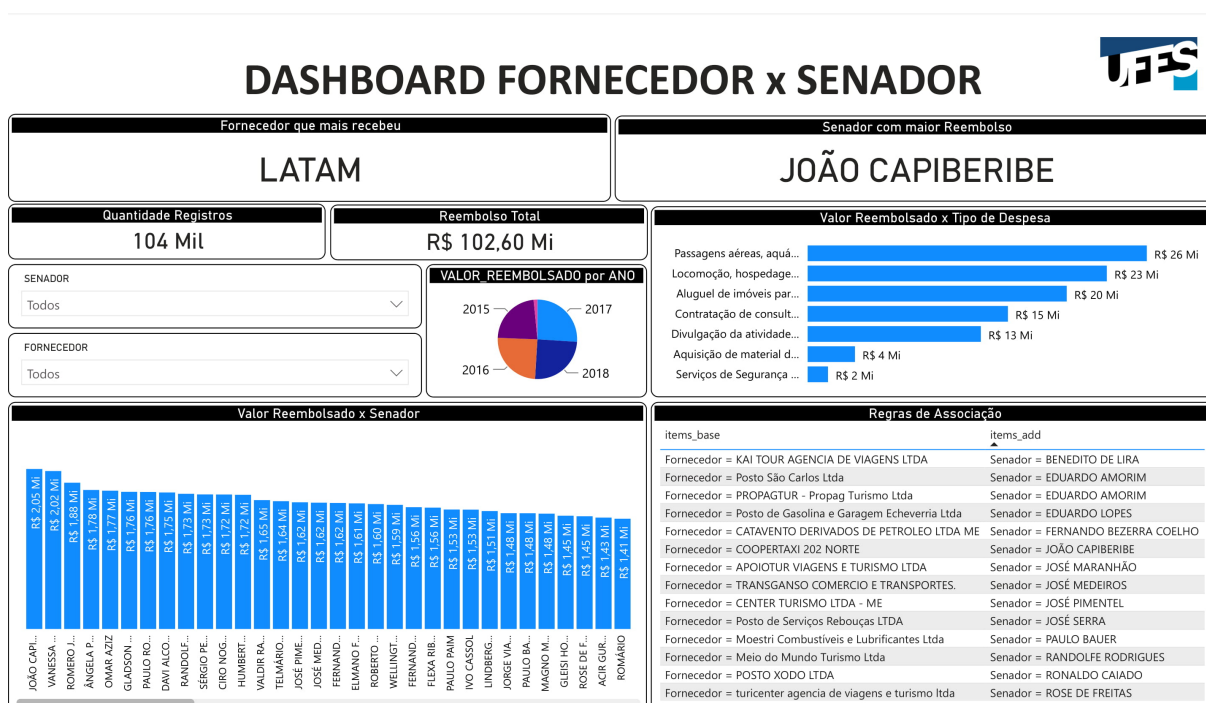 UFES
DASHBOARD FORNECEDOR x SENADOR
Fornecedor que mais recebeu
LATAM
Senador com maior Reembolso
JOÃO CAPIBERIBE
Quantidade Registros
104 Mil
Reembolso Total
R$ 102,60 Mi
SENADOR
Todos
FORNECEDOR
Todos
VALOR_REEMBOLSADO por ANO
2015
2017
2016
2018
Valor Reembolsado x Tipo de Despesa
Passagens aéreas, aquá... R$ 26 Mi
Locomoção, hospedage... R$ 23 Mi
Aluguel de imóveis par... R$ 20 Mi
Contratação de consult... R$ 15 Mi
Divulgação da atividade... R$ 13 Mi
Aquisição de material d... R$ 4 Mi
Serviços de Segurança ... R$ 2 Mi
Valor Reembolsado x Senador
R$ 2,05 Mi
R$ 2,02 Mi
R$ 1,88 Mi
R$ 1,78 Mi
R$ 1,77 Mi
R$ 1,76 Mi
R$ 1,76 Mi
R$ 1,75 Mi
R$ 1,73 Mi
R$ 1,73 Mi
R$ 1,72 Mi
R$ 1,72 Mi
R$ 1,65 Mi
R$ 1,64 Mi
R$ 1,62 Mi
R$ 1,62 Mi
R$ 1,62 Mi
R$ 1,61 Mi
R$ 1,60 Mi
R$ 1,59 Mi
R$ 1,56 Mi
R$ 1,56 Mi
R$ 1,53 Mi
R$ 1,53 Mi
R$ 1,51 Mi
R$ 1,48 Mi
R$ 1,48 Mi
R$ 1,48 Mi
R$ 1,45 Mi
R$ 1,45 Mi
R$ 1,43 Mi
R$ 1,41 Mi
JOÃO CAPI...
VANESSA ...
ROMERO J...
ÂNGELA P...
OMAR AZIZ
GLADSON ...
PAULO RO...
DAVI ALCO...
RANDOLF...
SÉRGIO PE...
CIRO NOG...
HUMBERT...
VALDIR RA...
TELMÁRIO...
JOSÉ PIME...
JOSÉ MED...
FERNAND...
ELMANO F...
ROBERTO ...
WELLINGT...
FERNAND...
FLEXA RIB...
PAULO PAIM
IVO CASSOL
LINDBERG...
JORGE VIA...
PAULO BA...
MAGNO M...
GLEISI HO...
ROSE DE F...
ACIR GUR...
ROMÁRIO
Regras de Associação
items_base items_add
Fornecedor = KAI TOUR AGENCIA DE VIAGENS LTDA Senador = BENEDITO DE LIRA
Fornecedor = Posto São Carlos Ltda Senador = EDUARDO AMORIM
Fornecedor = PROPAGTUR - Propag Turismo Ltda Senador = EDUARDO AMORIM
Fornecedor = Posto de Gasolina e Garagem Echeverria Ltda Senador = EDUARDO LOPES
Fornecedor = CATAVENTO DERIVADOS DE PETROLEO LTDA ME Senador = FERNANDO BEZERRA COELHO
Fornecedor = COOPERTAXI 202 NORTE Senador = JOÃO CAPIBERIBE
Fornecedor = APOIOTUR VIAGENS E TURISMO LTDA Senador = JOSÉ MARANHÃO
Fornecedor = TRANSGANSO COMERCIO E TRANSPORTES. Senador = JOSÉ MEDEIROS
Fornecedor = CENTER TURISMO LTDA - ME Senador = JOSÉ PIMENTEL
Fornecedor = Posto de Serviços Rebouças LTDA Senador = JOSÉ SERRA
Fornecedor = Moestri Combustíveis e Lubrificantes Ltda Senador = PAULO BAUER
Fornecedor = Meio do Mundo Turismo Ltda Senador = RANDOLFE RODRIGUES
Fornecedor = POSTO XODO LTDA Senador = RONALDO CAIADO
Fornecedor = turicenter agencia de viagens e turismo ltda Senador = ROSE DE FREITAS